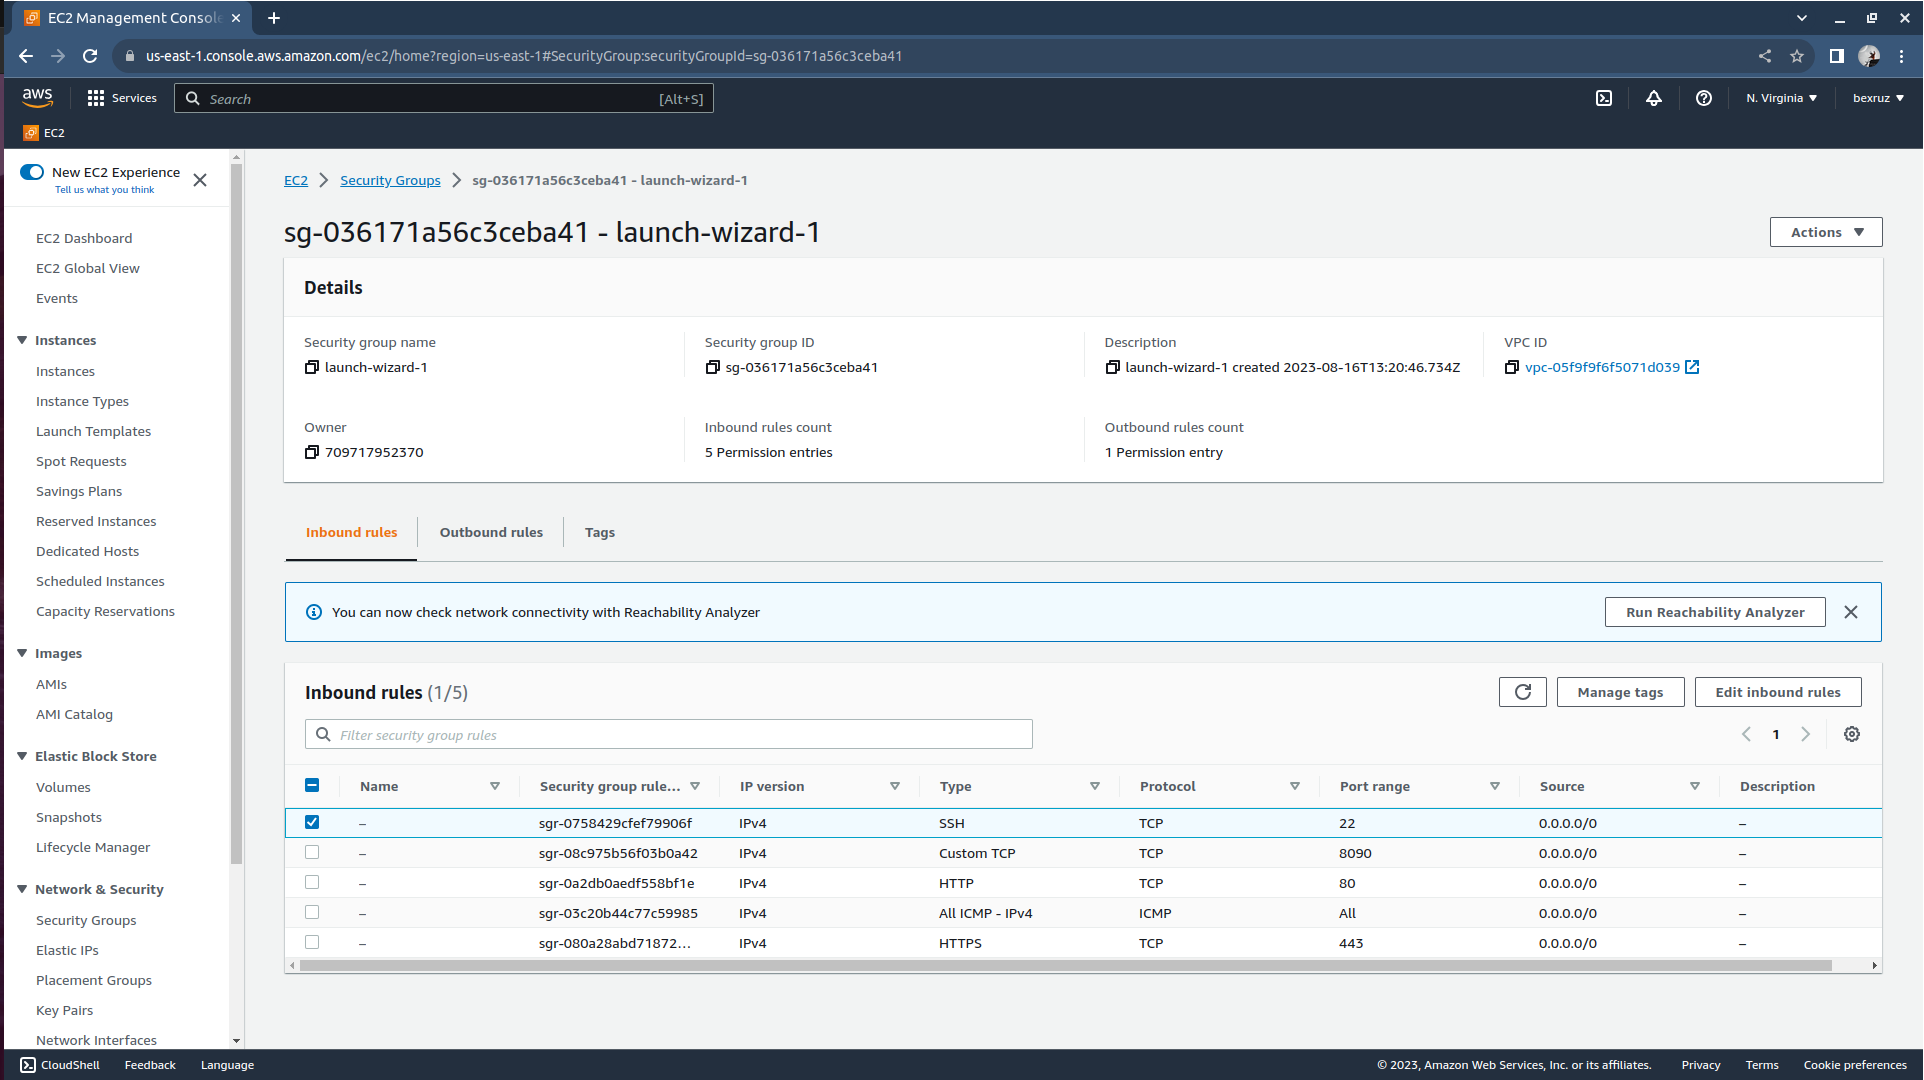 EC2 Management Consol
us-east-1.console.aws.amazon.com/ec2/home?region=us-east-1#SecurityGroup:securityGroupId=sg-036171a56c3ceba41
aws Services Search [Alt+S] N. Virginia bexruz
EC2
New EC2 Experience
Tell us what you think
EC2 Dashboard
EC2 Global View
Events
Instances
Instances
Instance Types
Launch Templates
Spot Requests
Savings Plans
Reserved Instances
Dedicated Hosts
Scheduled Instances
Capacity Reservations
Images
AMIs
AMI Catalog
Elastic Block Store
Volumes
Snapshots
Lifecycle Manager
Network & Security
Security Groups
Elastic IPs
Placement Groups
Key Pairs
Network Interfaces
EC2 Security Groups sg-036171a56c3ceba41 - launch-wizard-1
sg-036171a56c3ceba41 - launch-wizard-1
Actions
Details
Security group name
launch-wizard-1
Security group ID
sg-036171a56c3ceba41
Description
launch-wizard-1 created 2023-08-16T13:20:46.734Z
VPC ID
vpc-05f9f9f6f5071d039
Owner
709717952370
Inbound rules count
5 Permission entries
Outbound rules count
1 Permission entry
Inbound rules Outbound rules Tags
You can now check network connectivity with Reachability Analyzer
Run Reachability Analyzer
Inbound rules (1/5)
Manage tags
Edit inbound rules
Filter security group rules
1
Name Security group rule... IP version Type Protocol Port range Source Description
– sgr-0758429cfef79906f IPv4 SSH TCP 22 0.0.0.0/0 –
– sgr-08c975b56f03b0a42 IPv4 Custom TCP TCP 8090 0.0.0.0/0 –
– sgr-0a2db0aedf558bf1e IPv4 HTTP TCP 80 0.0.0.0/0 –
– sgr-03c20b44c77c59985 IPv4 All ICMP - IPv4 ICMP All 0.0.0.0/0 –
– sgr-080a28abd71872... IPv4 HTTPS TCP 443 0.0.0.0/0 –
CloudShell Feedback Language © 2023, Amazon Web Services, Inc. or its affiliates. Privacy Terms Cookie preferences